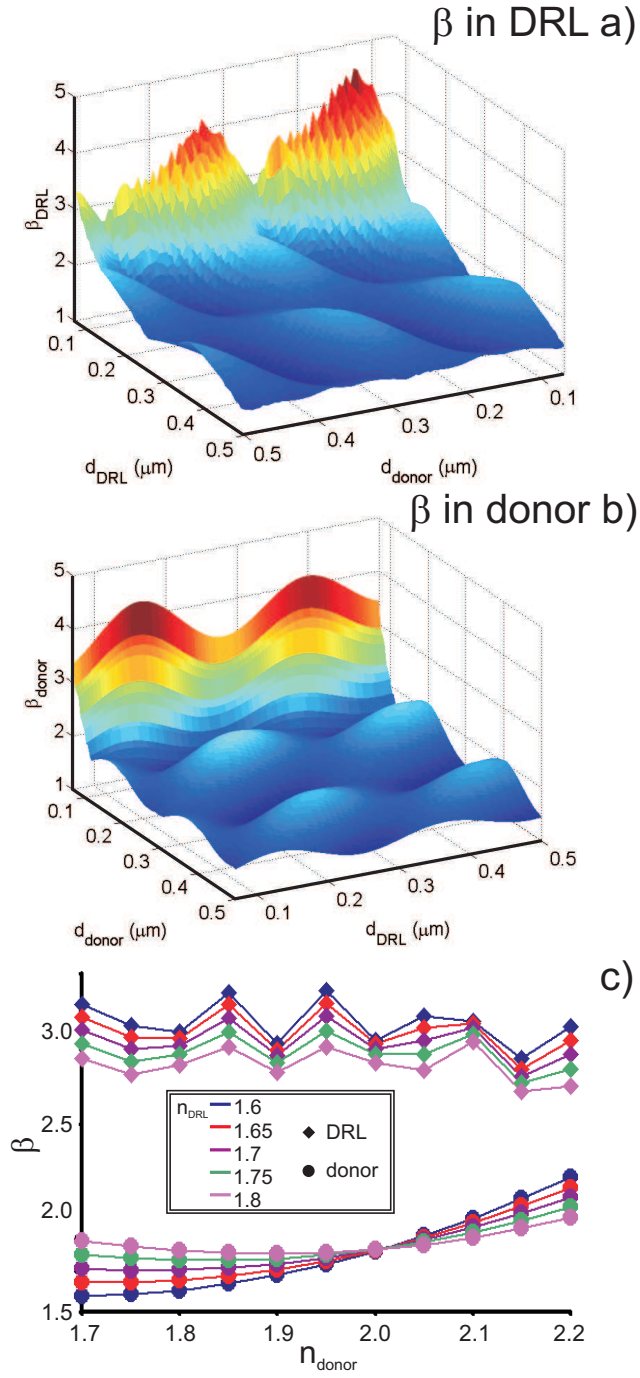 β in DRL a)
5
4
3
2
1
β_DRL
0.1
0.2
0.3
0.4
0.5
d_DRL (μm)
0.5
0.4
0.3
0.2
0.1
d_donor (μm)
β in donor b)
5
4
3
2
1
β_donor
0.1
0.2
0.3
0.4
0.5
d_donor (μm)
0.1
0.2
0.3
0.4
0.5
d_DRL (μm)
c)
3.0
2.5
2.0
1.5
β
n_DRL
1.6
1.65
1.7
1.75
1.8
DRL
donor
1.7 1.8 1.9 2.0 2.1 2.2
n_donor